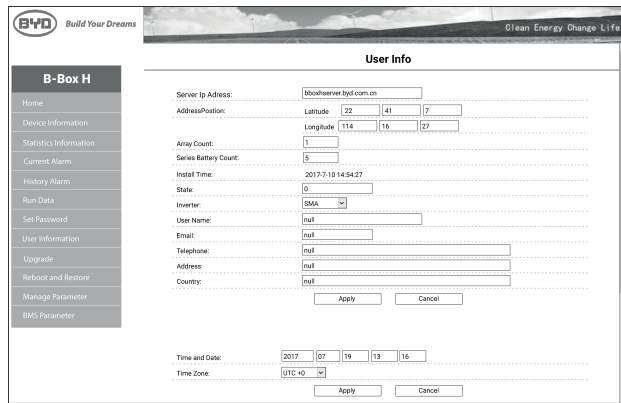 BYD Build Your Dreams
Clean Energy Change Life
User Info
B-Box H
Home
Device Information
Statistics Information
Current Alarm
History Alarm
Run Data
Set Password
User Information
Upgrade
Reboot and Restore
Manage Parameter
BMS Parameter
Server Ip Adress: bboxhserver.byd.com.cn
AddressPostion: Latitude 22 41 7
Longitude 114 16 27
Array Count: 1
Series Battery Count: 5
Install Time: 2017-7-10 14:54:27
State: 0
Inverter: SMA
User Name: null
Email: null
Telephone: null
Address: null
Country: null
Apply Cancel
Time and Date: 2017 07 19 13 16
Time Zone: UTC +0
Apply Cancel